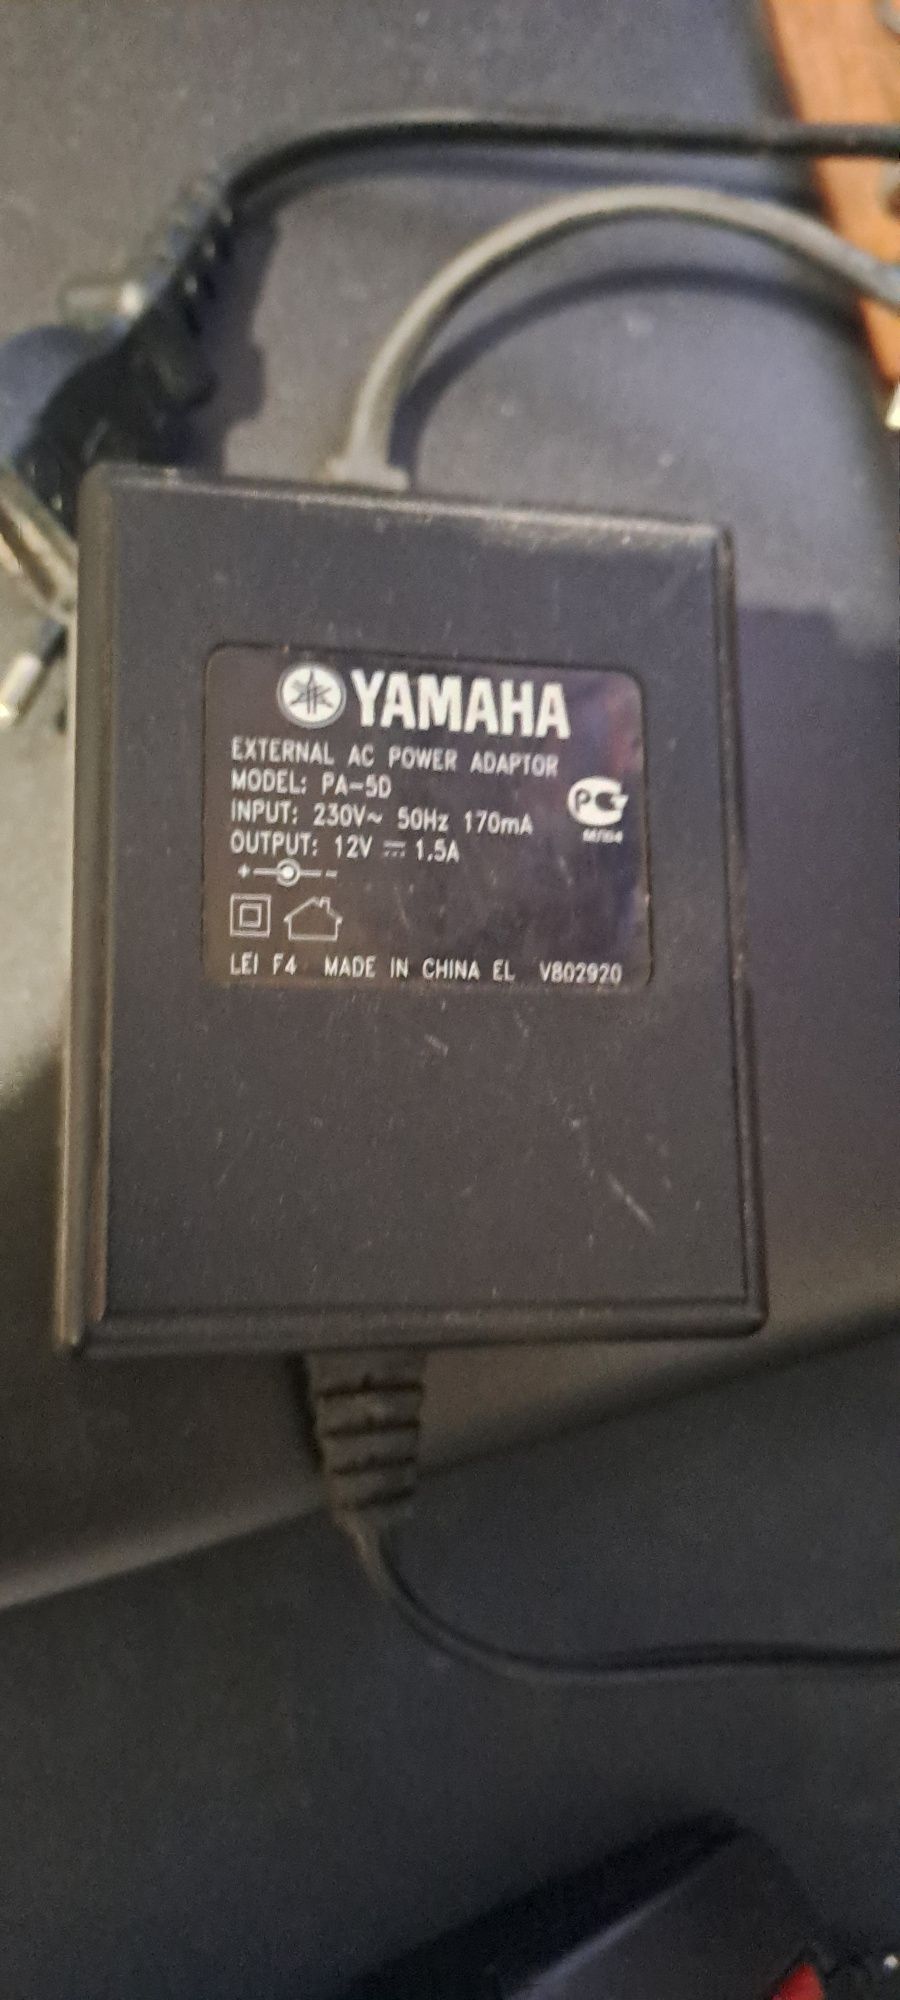 YAMAHA
EXTERNAL AC POWER ADAPTOR
MODEL: PA-5D
INPUT: 230V~ 50Hz 170mA
OUTPUT: 12V ⎓ 1.5A
+ -
LEI F4 MADE IN CHINA EL V802920